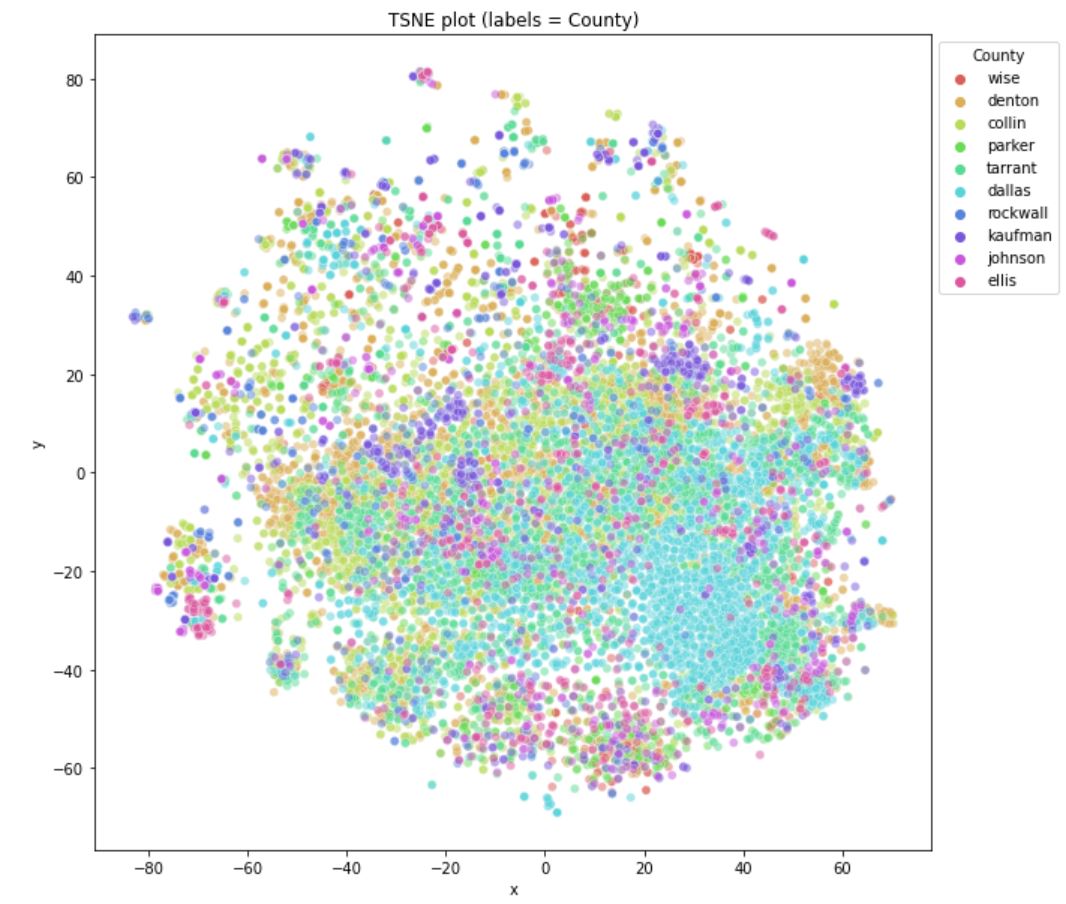 TSNE plot (labels = County)
County
wise
denton
collin
parker
tarrant
dallas
rockwall
kaufman
johnson
ellis
80
60
40
20
0
−20
−40
−60
y
−80 −60 −40 −20 0 20 40 60
x